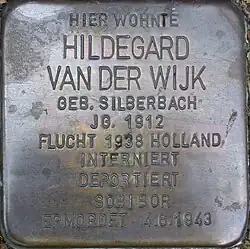 HIER WOHNTE
HILDEGARD
VAN DER WIJK
GEB. SILBERBACH
JG. 1912
FLUCHT 1938 HOLLAND
INTERNIERT
DEPORTIERT
SOBIBOR
ERMORDET 4.6.1943